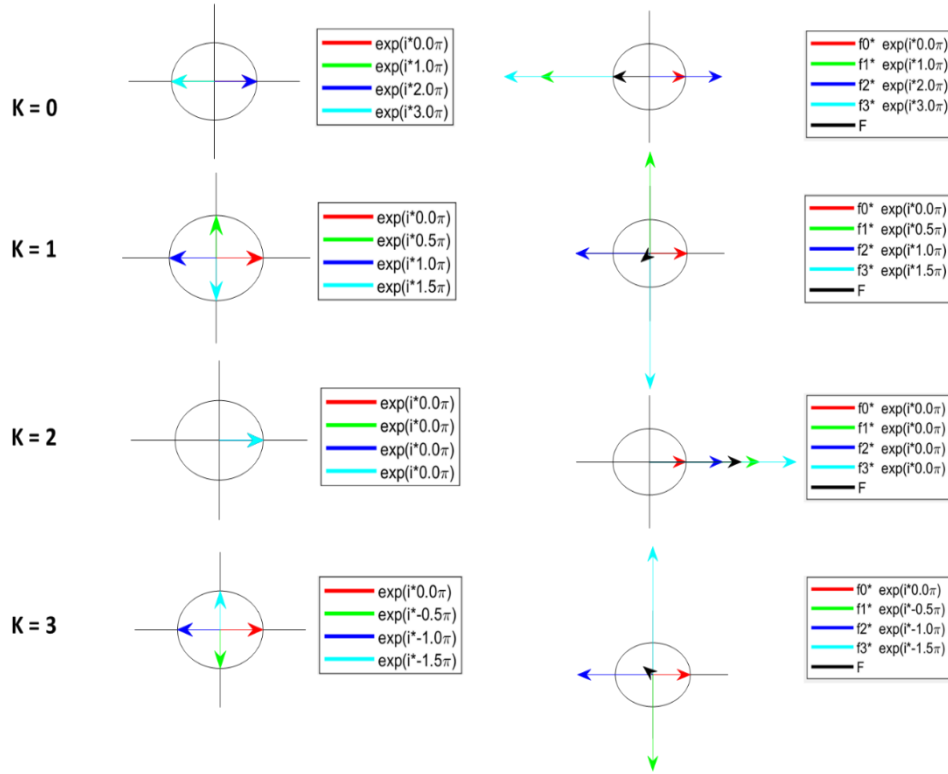 K = 0
exp(i*0.0π)
exp(i*1.0π)
exp(i*2.0π)
exp(i*3.0π)
f0* exp(i*0.0π)
f1* exp(i*1.0π)
f2* exp(i*2.0π)
f3* exp(i*3.0π)
F
K = 1
exp(i*0.0π)
exp(i*0.5π)
exp(i*1.0π)
exp(i*1.5π)
f0* exp(i*0.0π)
f1* exp(i*0.5π)
f2* exp(i*1.0π)
f3* exp(i*1.5π)
F
K = 2
exp(i*0.0π)
exp(i*0.0π)
exp(i*0.0π)
exp(i*0.0π)
f0* exp(i*0.0π)
f1* exp(i*0.0π)
f2* exp(i*0.0π)
f3* exp(i*0.0π)
F
K = 3
exp(i*0.0π)
exp(i*-0.5π)
exp(i*-1.0π)
exp(i*-1.5π)
f0* exp(i*0.0π)
f1* exp(i*-0.5π)
f2* exp(i*-1.0π)
f3* exp(i*-1.5π)
F